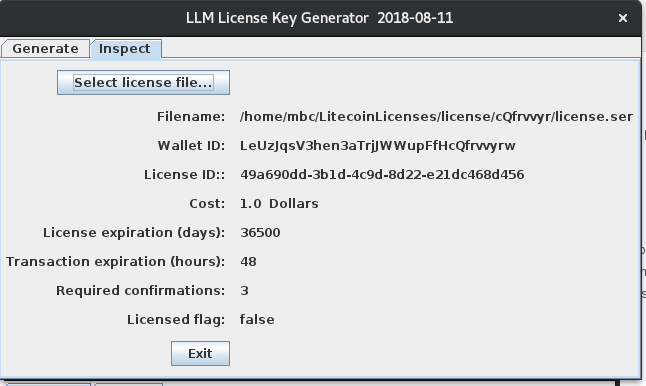 LLM License Key Generator 2018-08-11 ×
Generate Inspect
Select license file...
Filename: /home/mbc/LitecoinLicenses/license/cQfrvvyr/license.ser
Wallet ID: LeUzJqsV3hen3aTrjJWWupFfHcQfrvvyrw
License ID:: 49a690dd-3b1d-4c9d-8d22-e21dc468d456
Cost: 1.0 Dollars
License expiration (days): 36500
Transaction expiration (hours): 48
Required confirmations: 3
Licensed flag: false
Exit